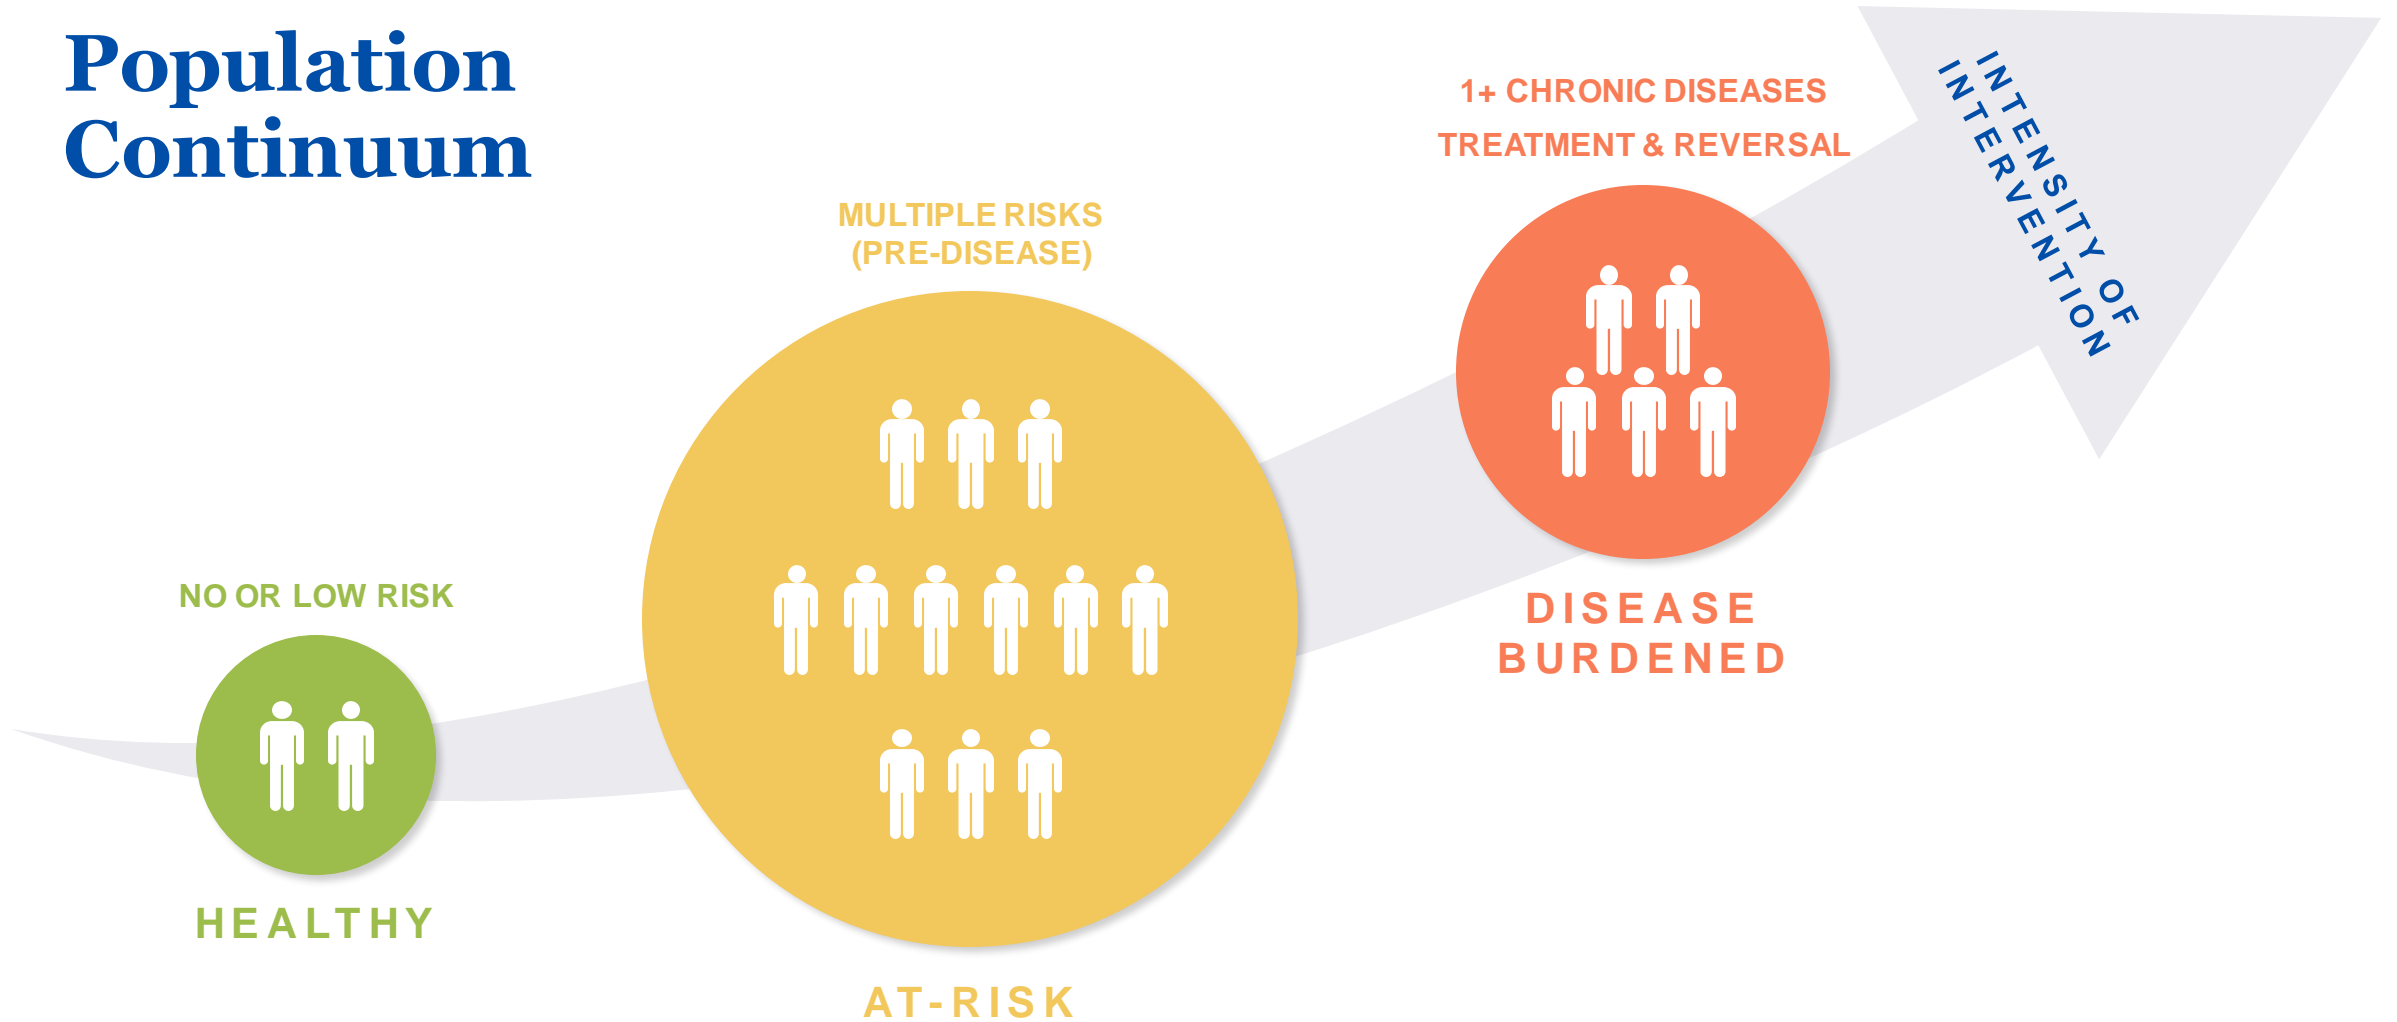 Population
Continuum
NO OR LOW RISK
HEALTHY
MULTIPLE RISKS
(PRE-DISEASE)
AT-RISK
1+ CHRONIC DISEASES
TREATMENT & REVERSAL
DISEASE
BURDENED
INTENSITY OF
INTERVENTION